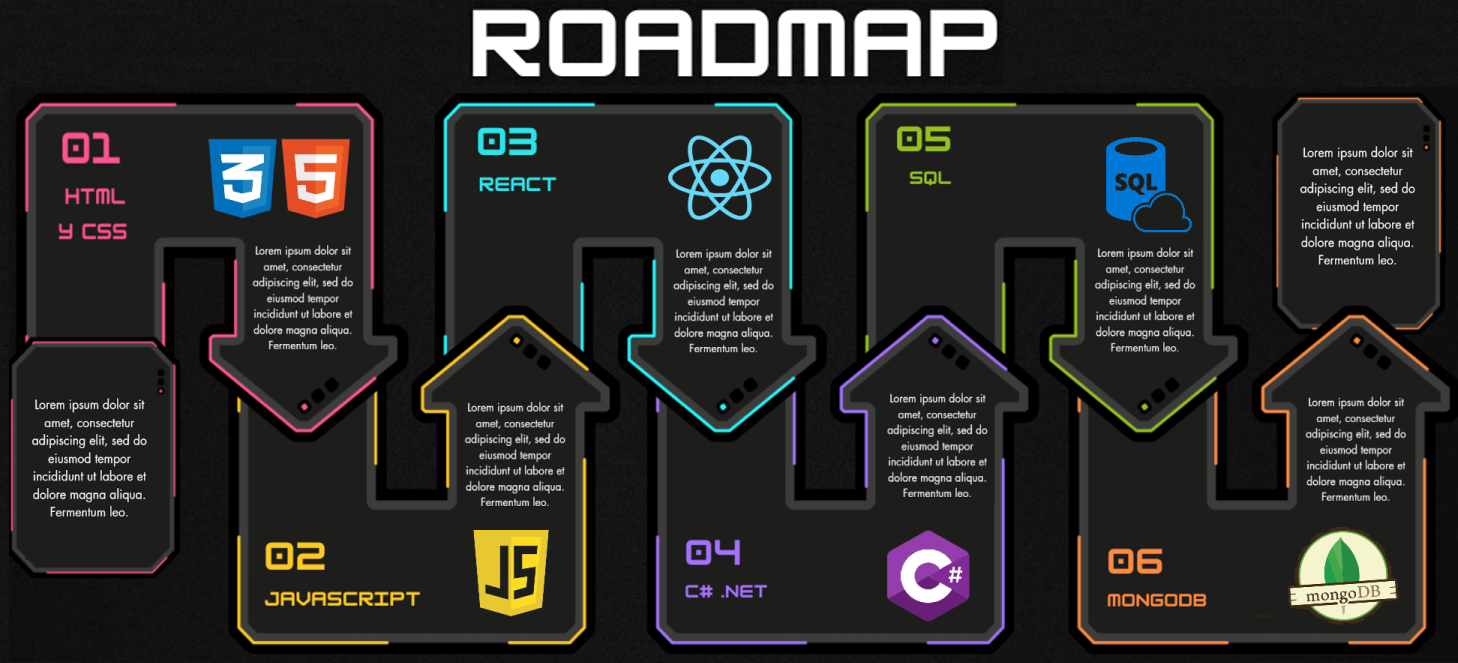 ROADMAP
01
HTML
Y CSS
3 5
Lorem ipsum dolor sit
amet, consectetur
adipiscing elit, sed do
eiusmod tempor
incididunt ut labore et
dolore magna aliqua.
Fermentum leo.
Lorem ipsum dolor sit
amet, consectetur
adipiscing elit, sed do
eiusmod tempor
incididunt ut labore et
dolore magna aliqua.
Fermentum leo.
02
JAVASCRIPT
JS
Lorem ipsum dolor sit
amet, consectetur
adipiscing elit, sed do
eiusmod tempor
incididunt ut labore et
dolore magna aliqua.
Fermentum leo.
03
REACT
Lorem ipsum dolor sit
amet, consectetur
adipiscing elit, sed do
eiusmod tempor
incididunt ut labore et
dolore magna aliqua.
Fermentum leo.
04
C# .NET
C#
Lorem ipsum dolor sit
amet, consectetur
adipiscing elit, sed do
eiusmod tempor
incididunt ut labore et
dolore magna aliqua.
Fermentum leo.
05
SQL
SQL
Lorem ipsum dolor sit
amet, consectetur
adipiscing elit, sed do
eiusmod tempor
incididunt ut labore et
dolore magna aliqua.
Fermentum leo.
06
MONGODB
mongoDB
Lorem ipsum dolor sit
amet, consectetur
adipiscing elit, sed do
eiusmod tempor
incididunt ut labore et
dolore magna aliqua.
Fermentum leo.
Lorem ipsum dolor sit
amet, consectetur
adipiscing elit, sed do
eiusmod tempor
incididunt ut labore et
dolore magna aliqua.
Fermentum leo.